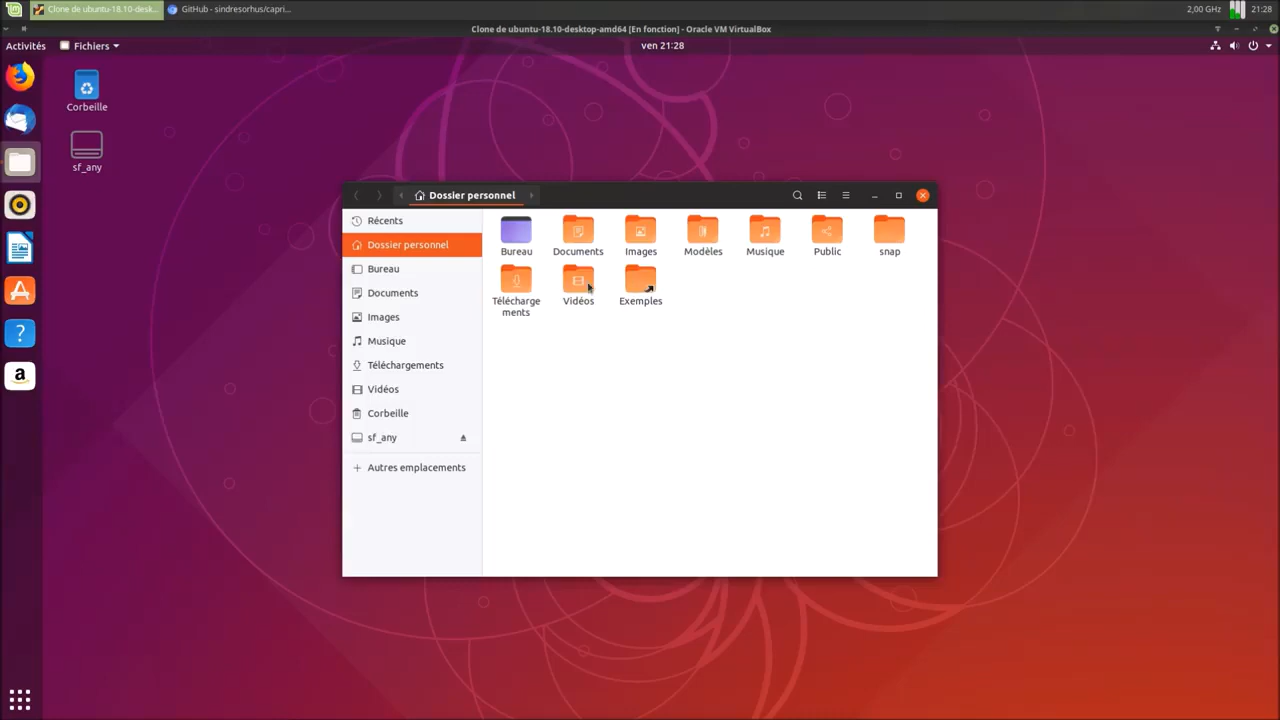 Clone de ubuntu-18.10-desk...
GitHub - sindresorhus/capri...
2,00 GHz
21:28
Clone de ubuntu-18.10-desktop-amd64 [En fonction] - Oracle VM VirtualBox
Activités
Fichiers
ven 21:28
Corbeille
sf_any
Dossier personnel
Récents
Dossier personnel
Bureau
Documents
Images
Musique
Téléchargements
Vidéos
Corbeille
sf_any
Autres emplacements
Bureau
Documents
Images
Modèles
Musique
Public
snap
Télécharge
ments
Vidéos
Exemples
?
a